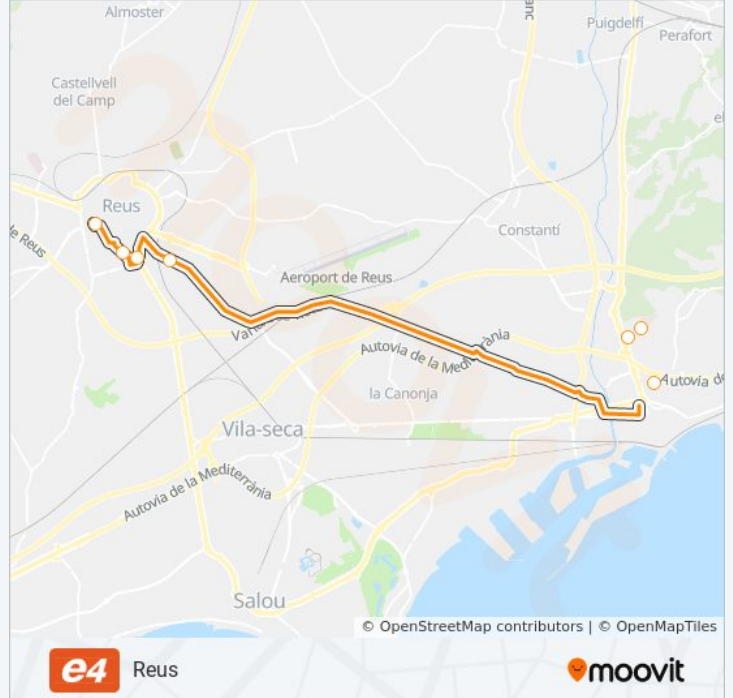 Almoster
Puigdelfí
Perafort
Castellvell
del Camp
Reus
e Reus
Constantí
Aeroport de Reus
Autovia de la Mediterrània
la Canonja
Autovia de
Vila-seca
Autovia de la Mediterrània
Salou
© OpenStreetMap contributors | © OpenMapTiles
e4 Reus
moovit